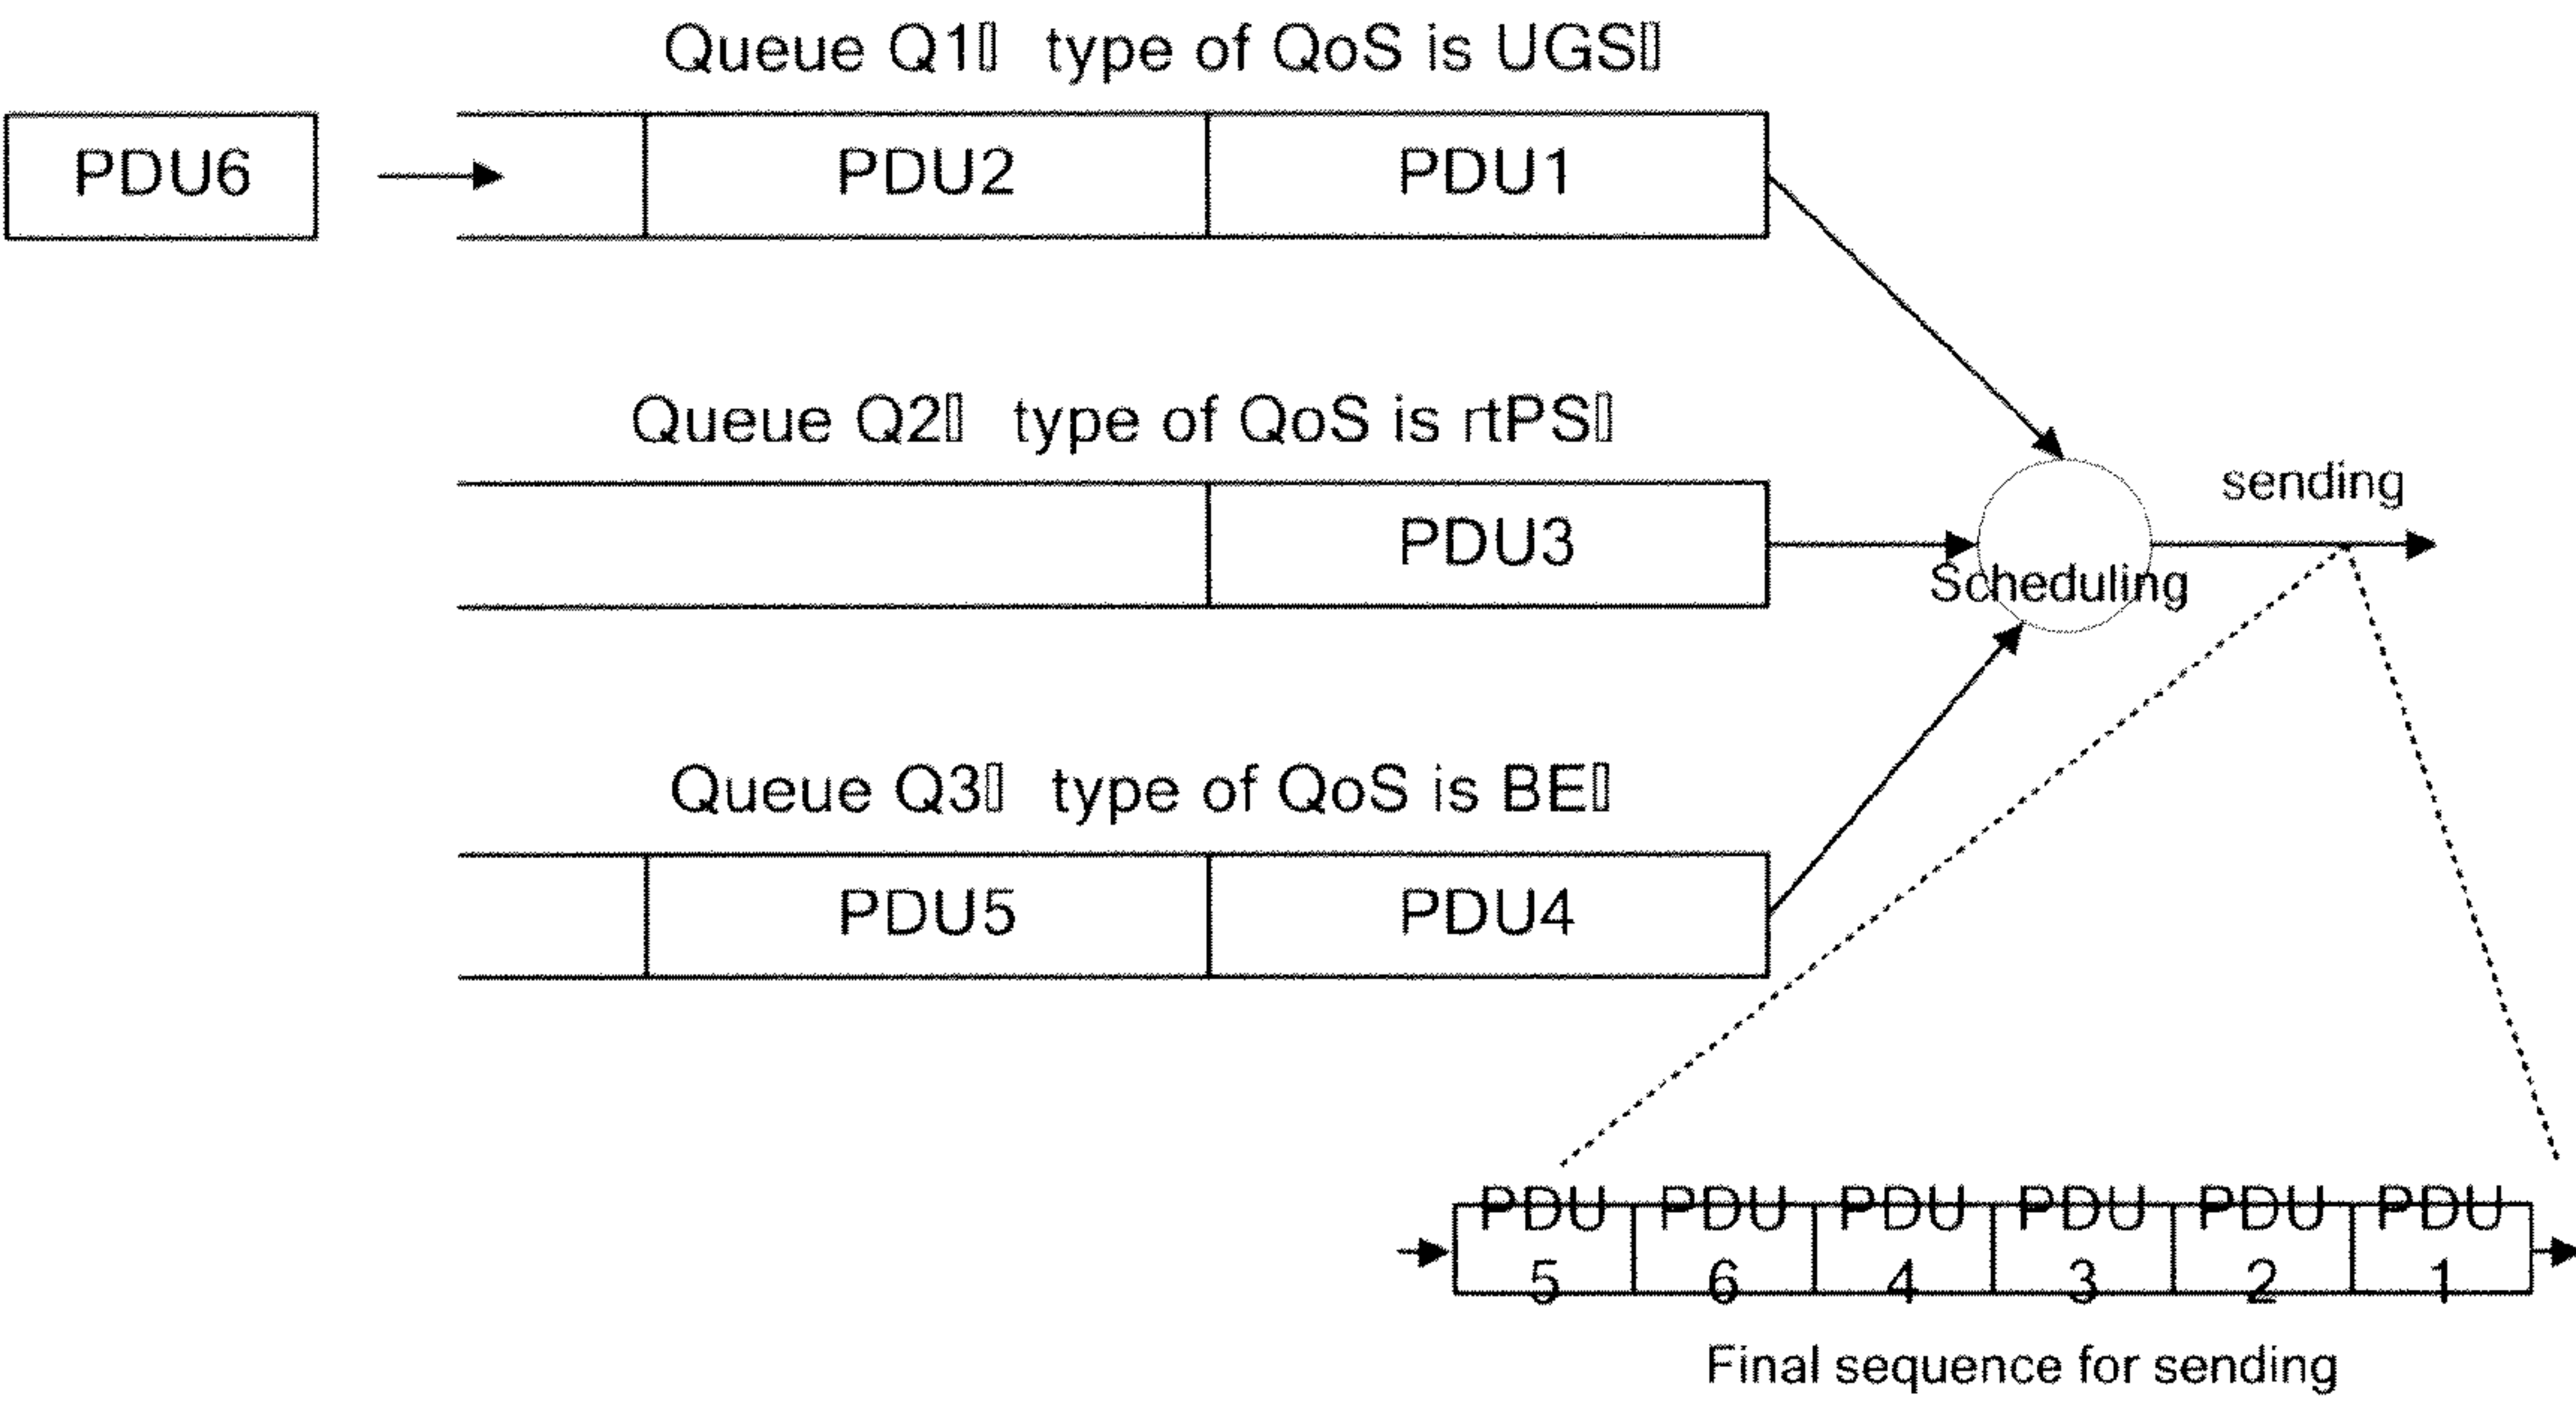 Queue Q1▯ type of QoS is UGS▯
PDU6
PDU2
PDU1
Queue Q2▯ type of QoS is rtPS▯
PDU3
sending
Scheduling
Queue Q3▯ type of QoS is BE▯
PDU5
PDU4
PDU PDU PDU PDU PDU PDU
5 6 4 3 2 1
Final sequence for sending